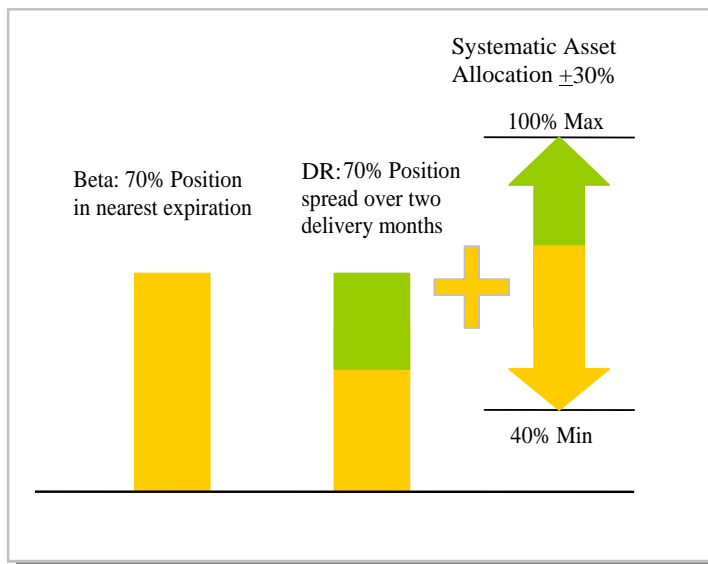 Systematic Asset
Allocation ±30%
100% Max
Beta: 70% Position
in nearest expiration
DR: 70% Position
spread over two
delivery months
40% Min